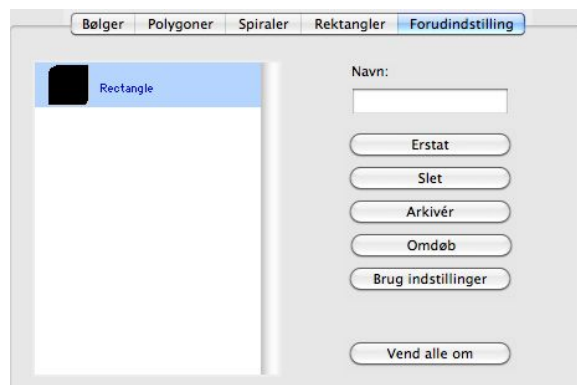 Bølger Polygoner Spiraler Rektangler Forudindstilling
Rectangle
Navn:
Erstat
Slet
Arkivér
Omdøb
Brug indstillinger
Vend alle om